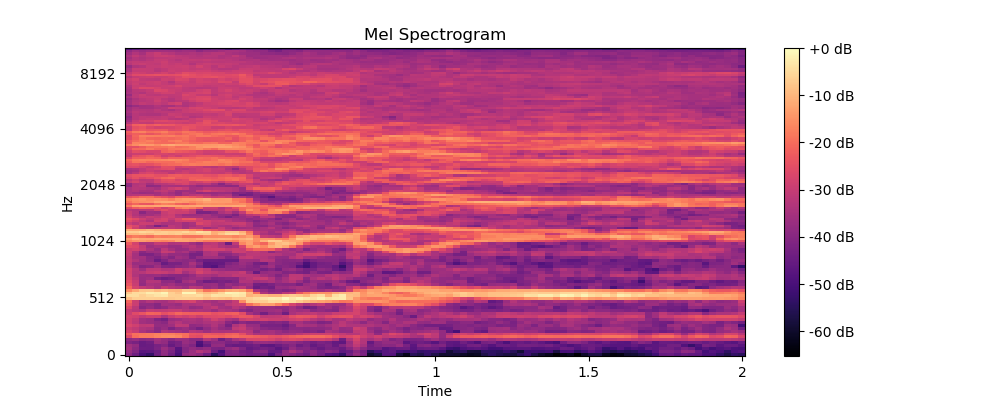 Mel Spectrogram
Hz
8192
4096
2048
1024
512
0
0 0.5 1 1.5 2
Time
+0 dB
-10 dB
-20 dB
-30 dB
-40 dB
-50 dB
-60 dB